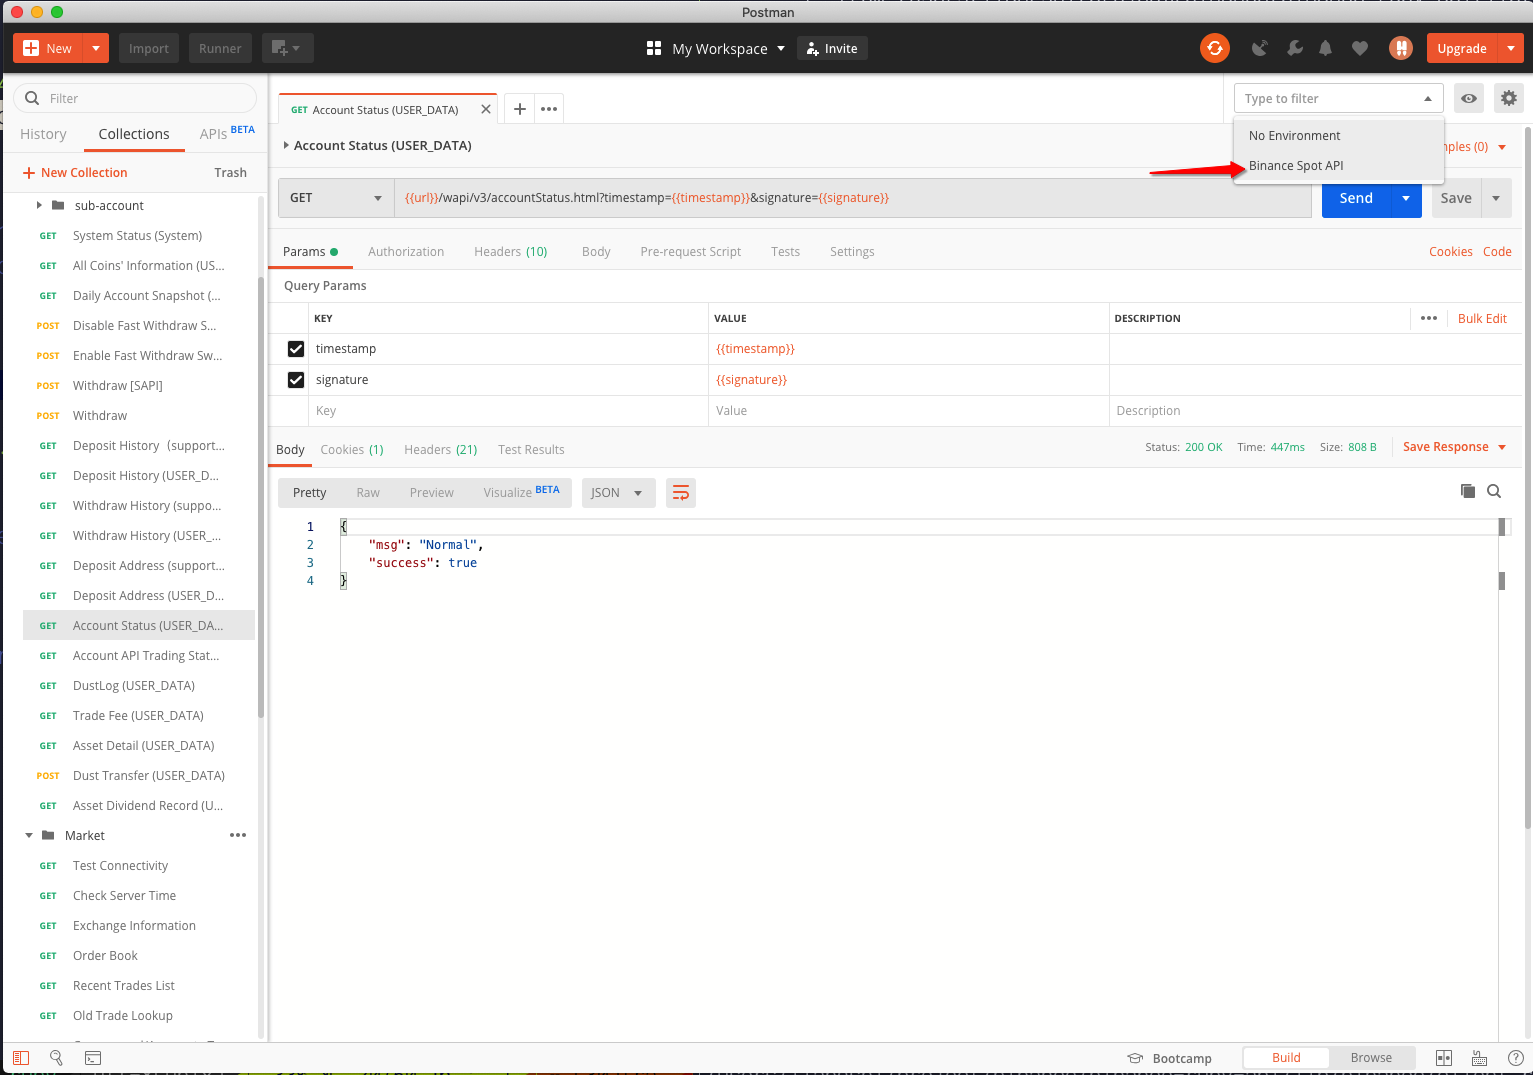 Postman
New
Import
Runner
My Workspace
Invite
Upgrade
Filter
History
Collections
APIs BETA
New Collection
Trash
sub-account
GET System Status (System)
GET All Coins' Information (US...
GET Daily Account Snapshot (...
POST Disable Fast Withdraw S...
POST Enable Fast Withdraw Sw...
POST Withdraw [SAPI]
POST Withdraw
GET Deposit History (support...
GET Deposit History (USER_D...
GET Withdraw History (suppo...
GET Withdraw History (USER_...
GET Deposit Address (support...
GET Deposit Address (USER_D...
GET Account Status (USER_DA...
GET Account API Trading Stat...
GET DustLog (USER_DATA)
GET Trade Fee (USER_DATA)
GET Asset Detail (USER_DATA)
POST Dust Transfer (USER_DATA)
GET Asset Dividend Record (U...
Market
GET Test Connectivity
GET Check Server Time
GET Exchange Information
GET Order Book
GET Recent Trades List
GET Old Trade Lookup
GET Account Status (USER_DATA)
Type to filter
No Environment
Binance Spot API
Account Status (USER_DATA)
mples (0)
GET
{{url}}/wapi/v3/accountStatus.html?timestamp={{timestamp}}&signature={{signature}}
Send
Save
Params
Authorization
Headers (10)
Body
Pre-request Script
Tests
Settings
Cookies
Code
Query Params
KEY
VALUE
DESCRIPTION
Bulk Edit
timestamp
{{timestamp}}
signature
{{signature}}
Key
Value
Description
Body
Cookies (1)
Headers (21)
Test Results
Status: 200 OK
Time: 447ms
Size: 808 B
Save Response
Pretty
Raw
Preview
Visualize BETA
JSON
1 {
2 "msg": "Normal",
3 "success": true
4 }
Bootcamp
Build
Browse